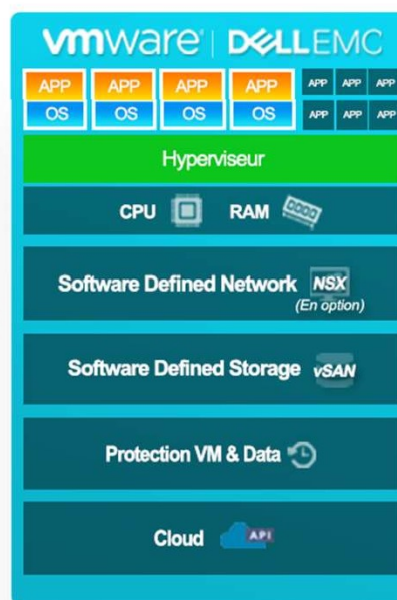 vmware | DELLEMC
APP APP APP APP APP APP APP
OS OS OS OS APP APP APP
Hyperviseur
CPU RAM
Software Defined Network NSX
(En option)
Software Defined Storage vSAN
Protection VM & Data
Cloud API